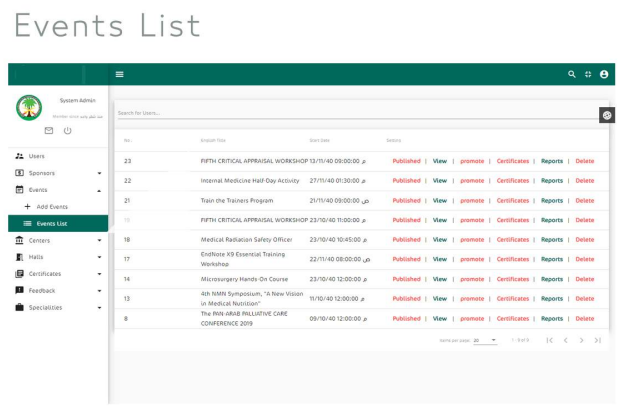 Events List
System Admin
Member since
Search for Users...
No.
English Title
Start Date
23 FIFTH CRITICAL APPRAISAL WORKSHOP 13/11/40 09:00:00 م Published | View | promote | Certificates | Reports | Delete
22 Internal Medicine Half-Day Activity 27/11/40 01:30:00 م Published | View | promote | Certificates | Reports | Delete
21 Train the Trainers Program 21/11/40 09:00:00 ص Published | View | promote | Certificates | Reports | Delete
19 FIFTH CRITICAL APPRAISAL WORKSHOP 23/10/40 11:00:00 م Published | View | promote | Certificates | Reports | Delete
18 Medical Radiation Safety Officer 23/10/40 10:45:00 م Published | View | promote | Certificates | Reports | Delete
17 EndNote X9 Essential Training
Workshop 22/11/40 08:00:00 ص Published | View | promote | Certificates | Reports | Delete
14 Microsurgery Hands-On Course 23/10/40 12:00:00 م Published | View | promote | Certificates | Reports | Delete
13 4th NMN Symposium, "A New Vision
in Medical Nutrition" 11/10/40 12:00:00 م Published | View | promote | Certificates | Reports | Delete
8 The PAN-ARAB PALLIATIVE CARE
CONFERENCE 2019 09/10/40 12:00:00 م Published | View | promote | Certificates | Reports | Delete
Items per page: 20 1 - 9 of 9
Users
Sponsors
Events
Add Events
Events List
Centers
Halls
Certificates
Feedback
Specialities